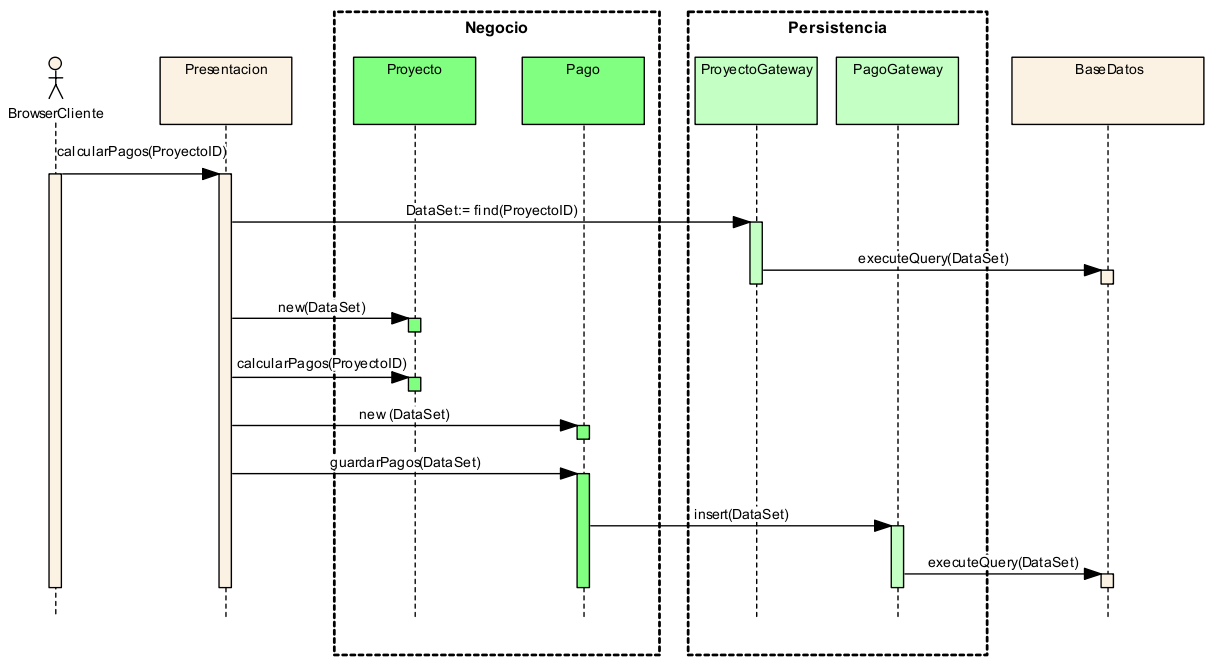 Negocio
Persistencia
Presentacion
Proyecto
Pago
ProyectoGateway
PagoGateway
BaseDatos
BrowserCliente
calcularPagos(ProyectoID)
DataSet:= find(ProyectoID)
executeQuery(DataSet)
new(DataSet)
calcularPagos(ProyectoID)
new (DataSet)
guardarPagos(DataSet)
insert(DataSet)
executeQuery(DataSet)